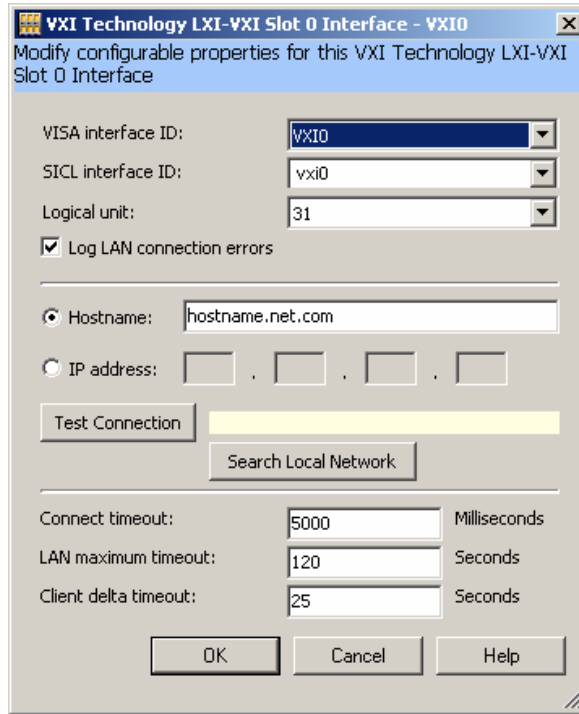 VXI Technology LXI-VXI Slot 0 Interface - VXI0
Modify configurable properties for this VXI Technology LXI-VXI
Slot 0 Interface
VISA interface ID: VXI0
SICL interface ID: vxi0
Logical unit: 31
Log LAN connection errors
Hostname: hostname.net.com
IP address: . . .
Test Connection
Search Local Network
Connect timeout: 5000 Milliseconds
LAN maximum timeout: 120 Seconds
Client delta timeout: 25 Seconds
OK Cancel Help